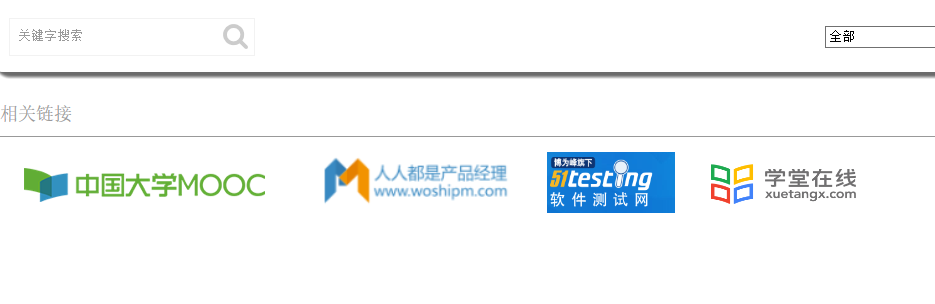 关键字搜索
全部
相关链接
中国大学MOOC
人人都是产品经理
www.woshipm.com
博为峰旗下
51testing
软件测试网
学堂在线
xuetangx.com